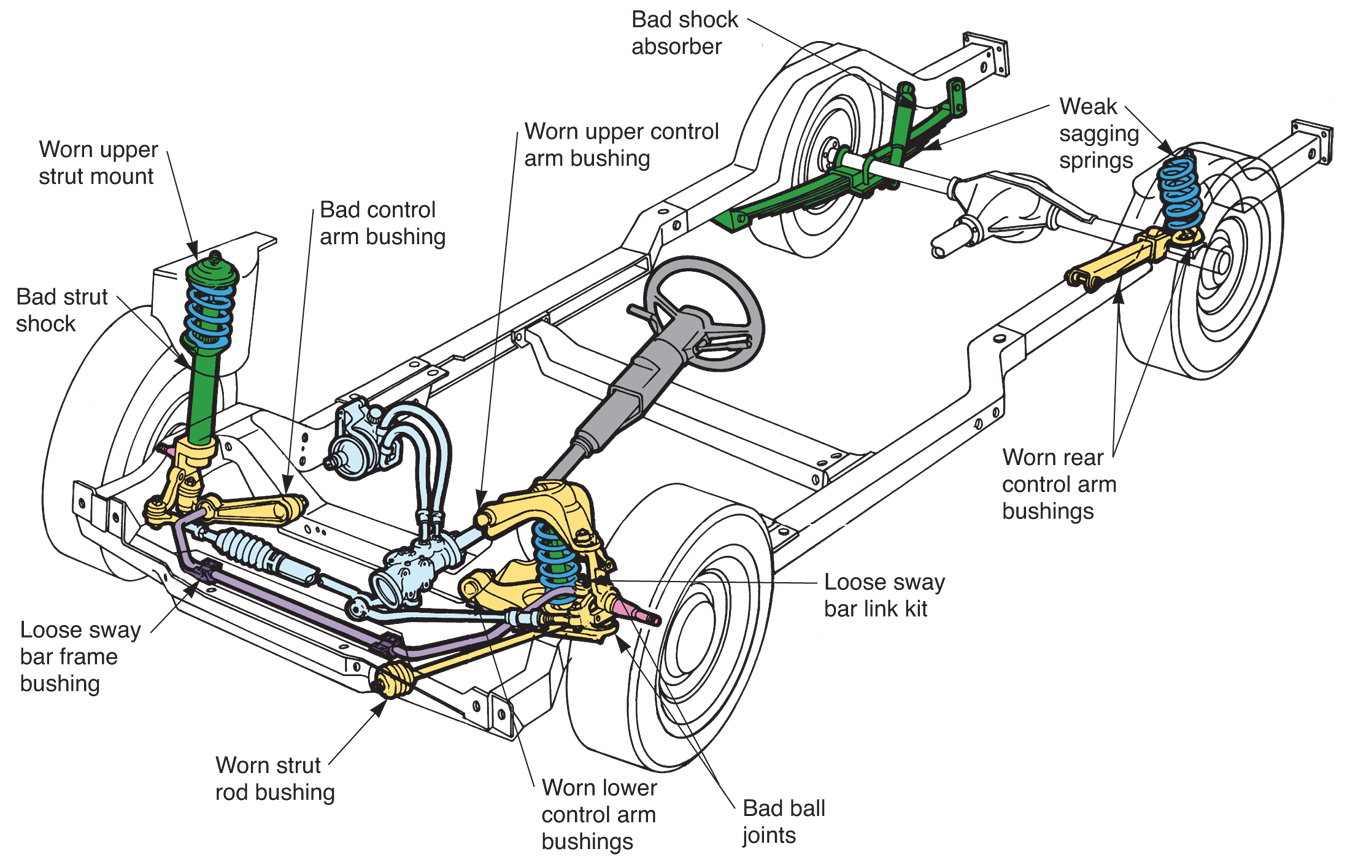 Bad shock
absorber
Weak
sagging
springs
Worn upper control
arm bushing
Worn upper
strut mount
Bad control
arm bushing
Bad strut
shock
Worn rear
control arm
bushings
Loose sway
bar link kit
Loose sway
bar frame
bushing
Worn strut
rod bushing
Worn lower
control arm
bushings
Bad ball
joints